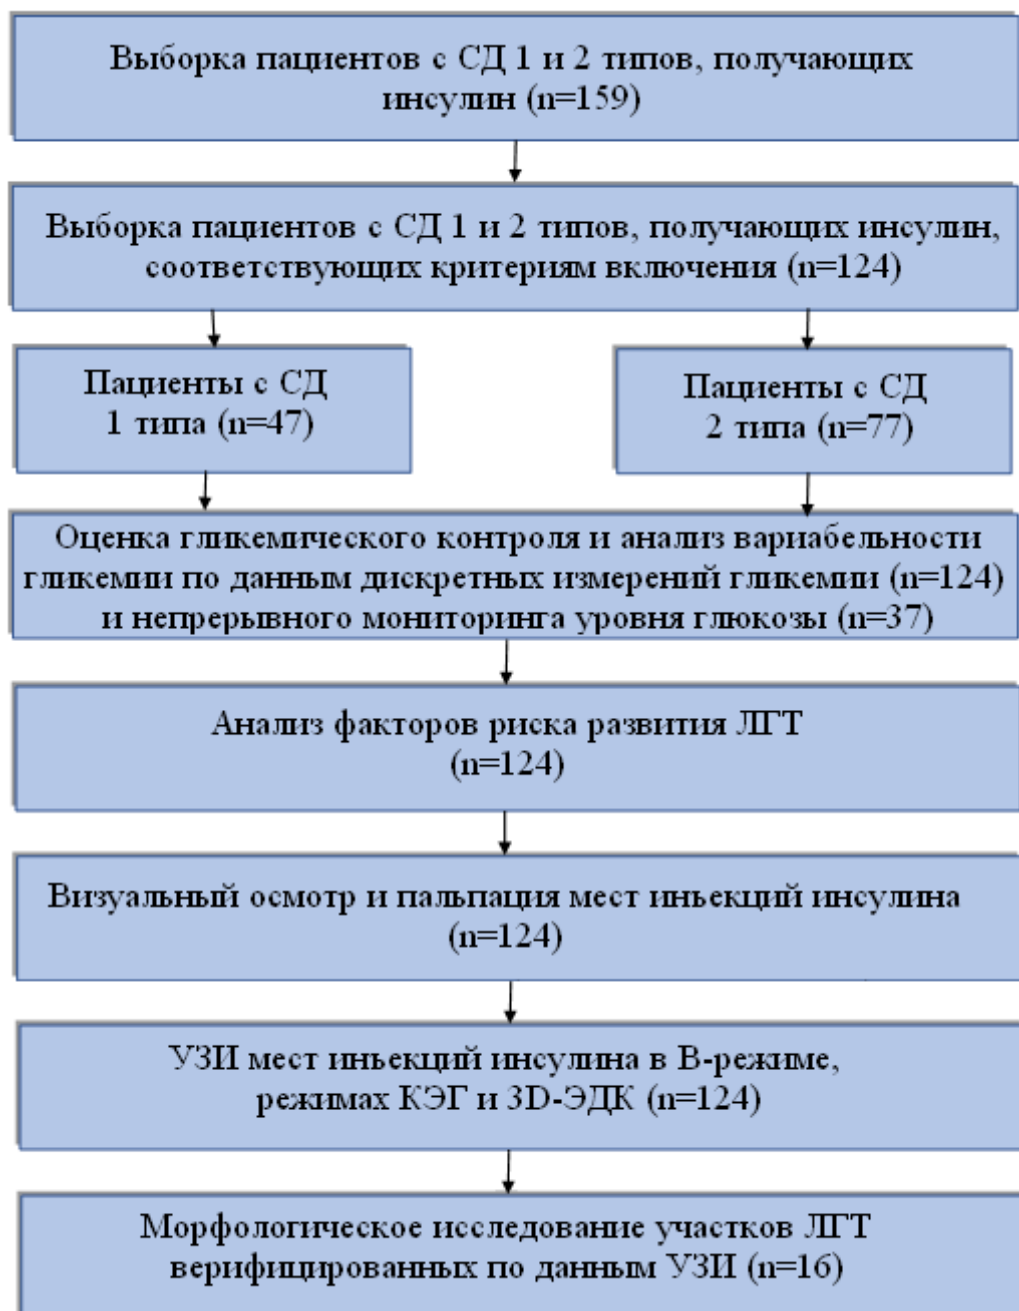 Выборка пациентов с СД 1 и 2 типов, получающих
инсулин (n=159)
Выборка пациентов с СД 1 и 2 типов, получающих инсулин,
соответствующих критериям включения (n=124)
Пациенты с СД
1 типа (n=47)
Пациенты с СД
2 типа (n=77)
Оценка гликемического контроля и анализ вариабельности
гликемии по данным дискретных измерений гликемии (n=124)
и непрерывного мониторинга уровня глюкозы (n=37)
Анализ факторов риска развития ЛГТ
(n=124)
Визуальный осмотр и пальпация мест иньекций инсулина
(n=124)
УЗИ мест иньекций инсулина в В-режиме,
режимах КЭГ и 3D-ЭДК (n=124)
Морфологическое исследование участков ЛГТ
верифицированных по данным УЗИ (n=16)